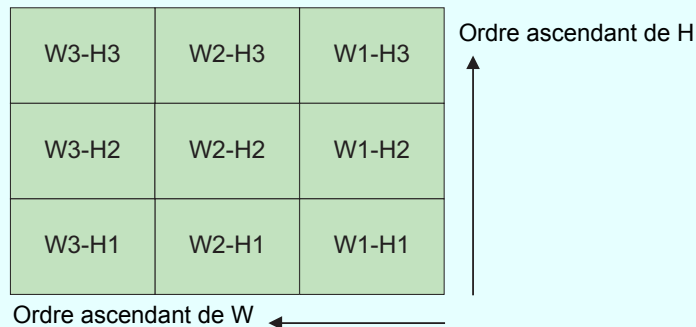 Ordre ascendant de H
W3-H3 W2-H3 W1-H3
W3-H2 W2-H2 W1-H2
W3-H1 W2-H1 W1-H1
Ordre ascendant de W